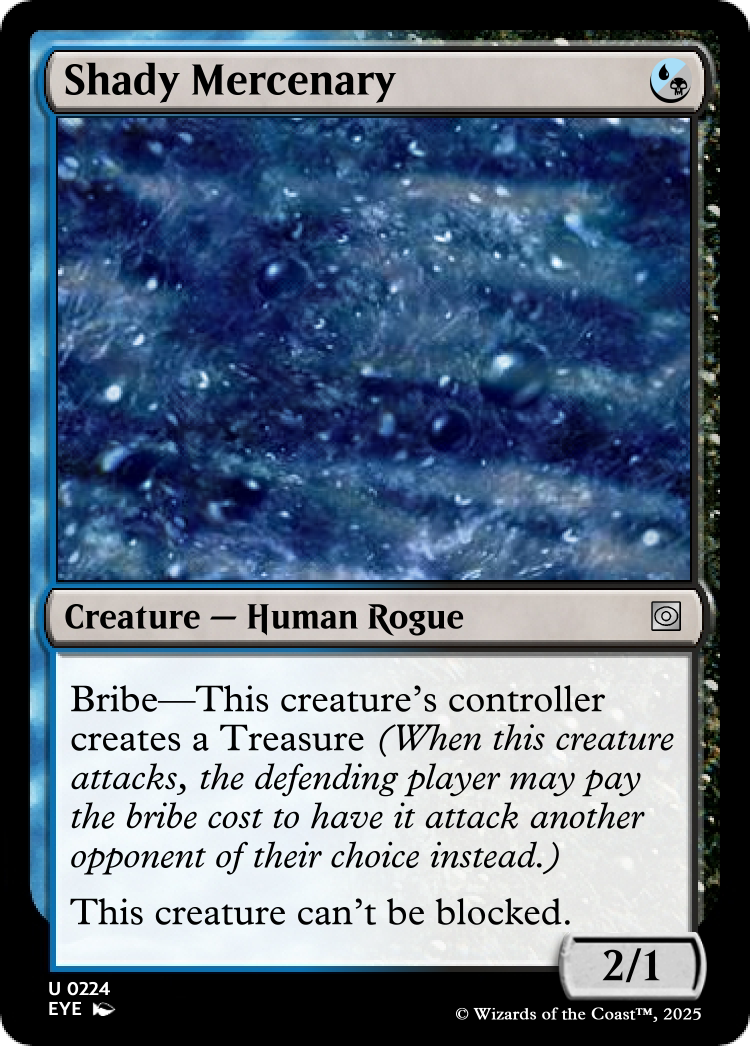 Shady Mercenary
Creature — Human Rogue
Bribe—This creature's controller
creates a Treasure (When this creature
attacks, the defending player may pay
the bribe cost to have it attack another
opponent of their choice instead.)
This creature can't be blocked.
2/1
U 0224
EYE
© Wizards of the Coast™, 2025